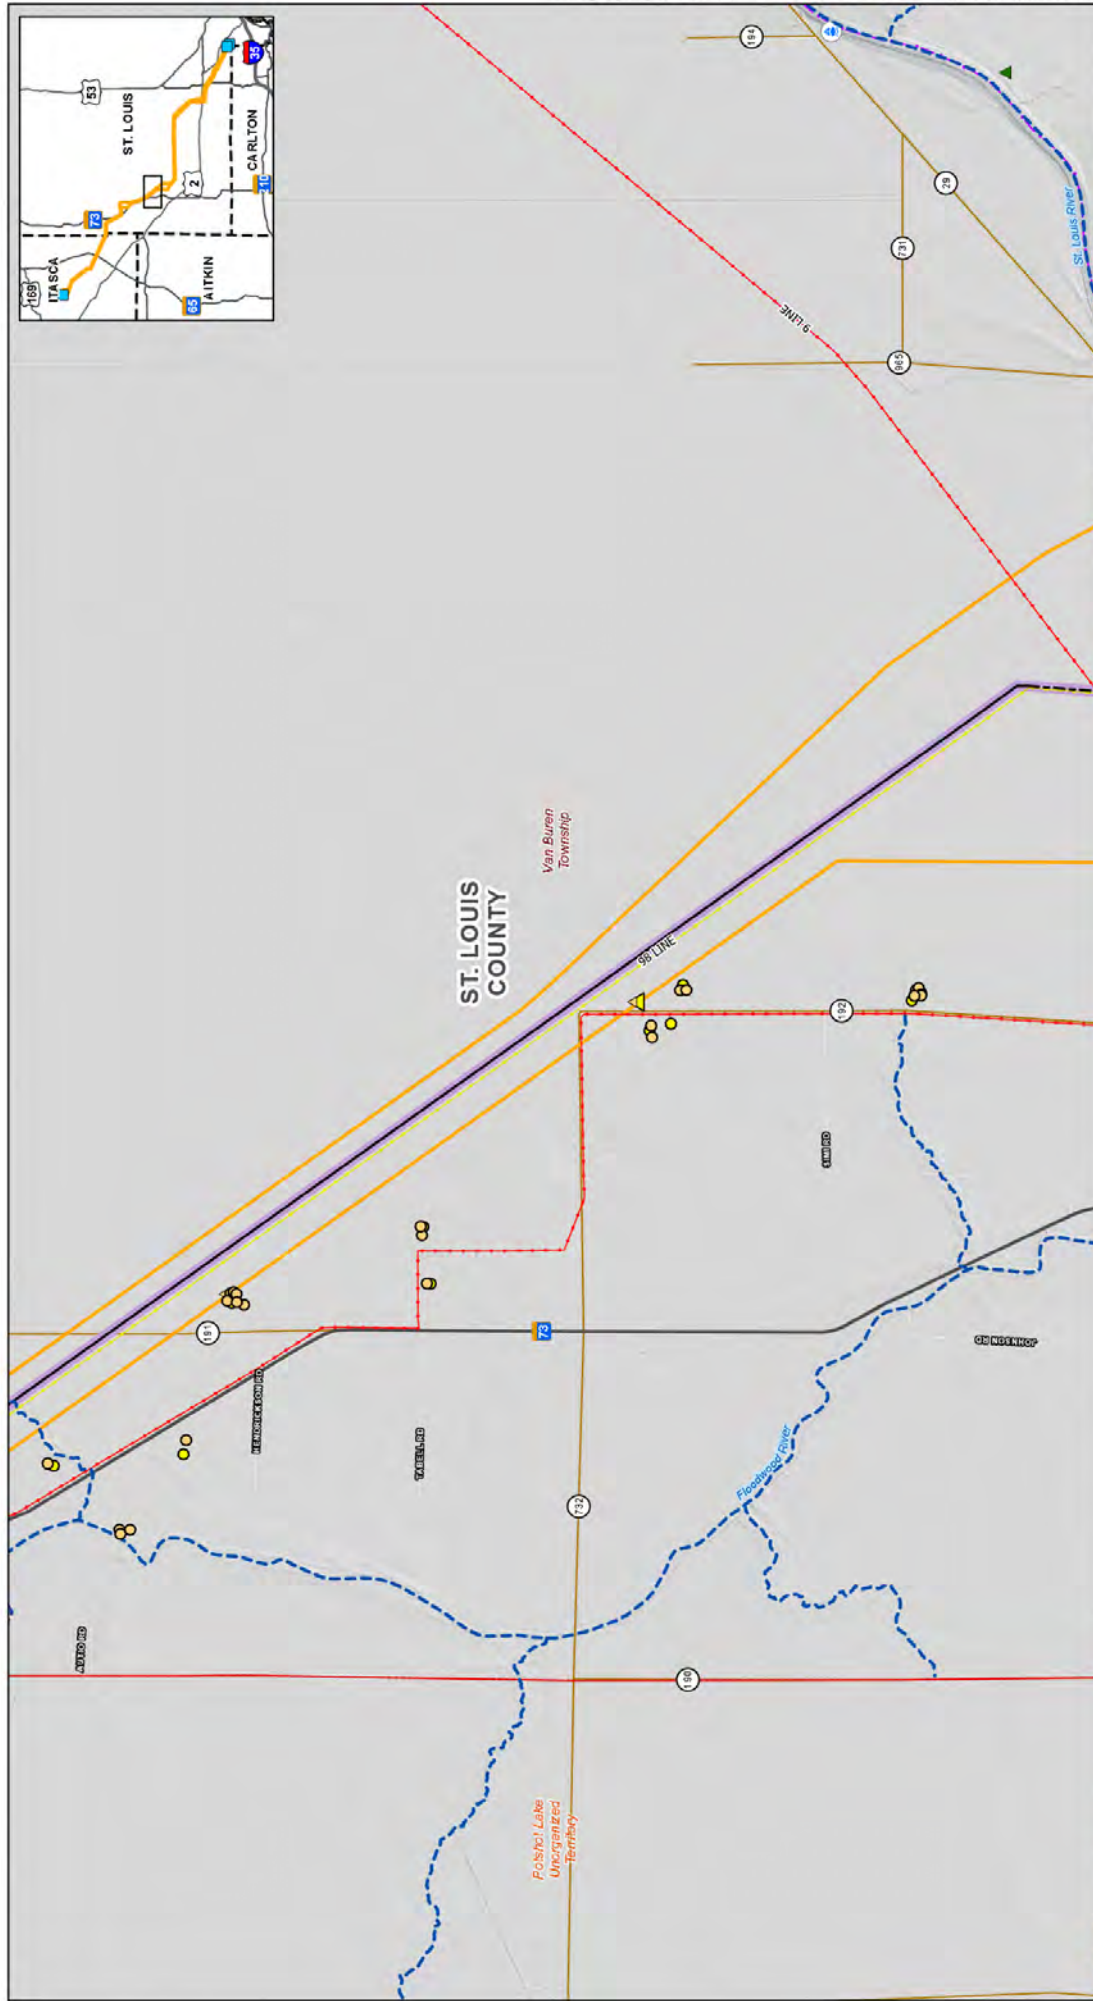 169
ITASCA
73
ST. LOUIS
53
65
AITKIN
2
10
CARLTON
35
AUTIO RD
HENDRICKSON RD
191
TABELL RD
73
ST. LOUIS
COUNTY
Van Buren
Township
Potshot Lake
Unorganized
Territory
732
190
Floodwood River
98 LINE
192
SIMI RD
JOHNSON RD
9 LINE
194
731
29
965
St. Louis River